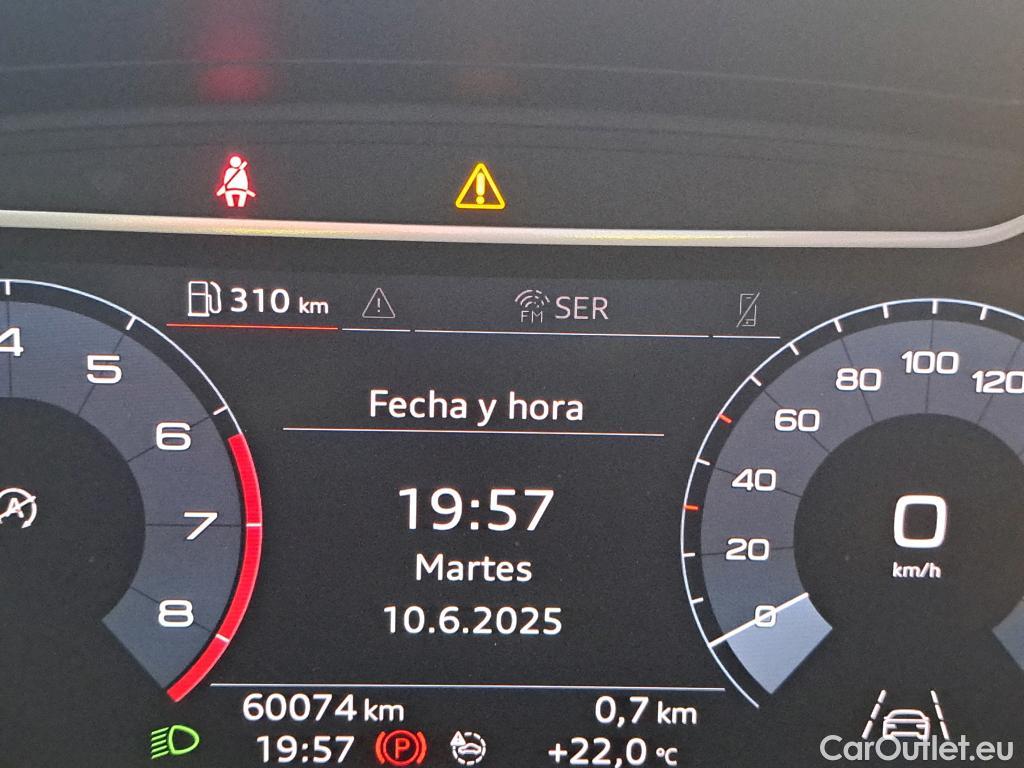 310 km
FM SER
4
5
6
7
8
A
Fecha y hora
19:57
Martes
10.6.2025
0
20
40
60
80
100
120
0
km/h
60074 km
0,7 km
19:57
P
+22,0 °C
CarOutlet.eu